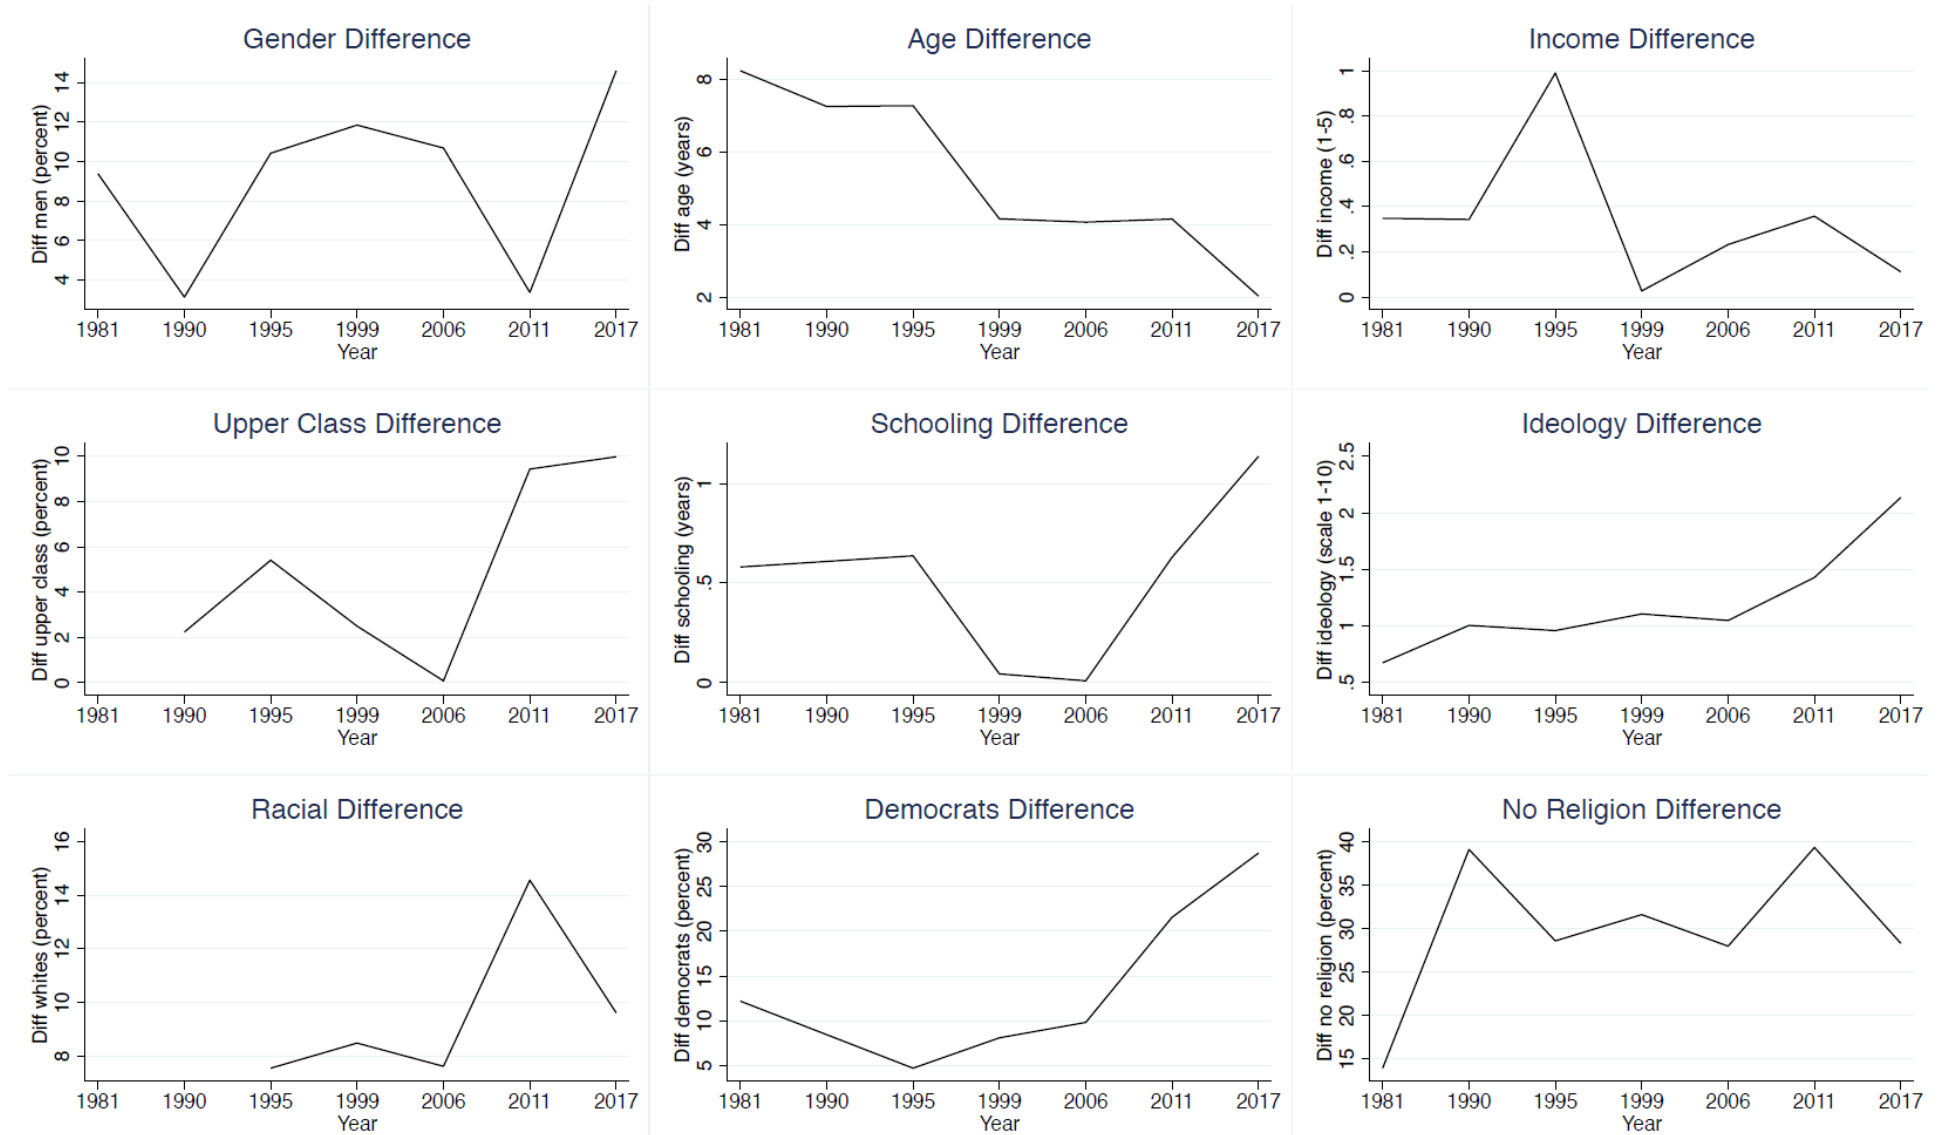 Gender Difference
Diff men (percent)
14
12
10
8
6
4
1981 1990 1995 1999 2006 2011 2017
Year
Age Difference
Diff age (years)
8
6
4
2
1981 1990 1995 1999 2006 2011 2017
Year
Income Difference
Diff income (1-5)
1
.8
.6
.4
.2
0
1981 1990 1995 1999 2006 2011 2017
Year
Upper Class Difference
Diff upper class (percent)
10
8
6
4
2
0
1981 1990 1995 1999 2006 2011 2017
Year
Schooling Difference
Diff schooling (years)
1
.5
0
1981 1990 1995 1999 2006 2011 2017
Year
Ideology Difference
Diff ideology (scale 1-10)
2.5
2
1.5
1
.5
1981 1990 1995 1999 2006 2011 2017
Year
Racial Difference
Diff whites (percent)
16
14
12
10
8
1981 1990 1995 1999 2006 2011 2017
Year
Democrats Difference
Diff democrats (percent)
30
25
20
15
10
5
1981 1990 1995 1999 2006 2011 2017
Year
No Religion Difference
Diff no religion (percent)
40
35
30
25
20
15
1981 1990 1995 1999 2006 2011 2017
Year